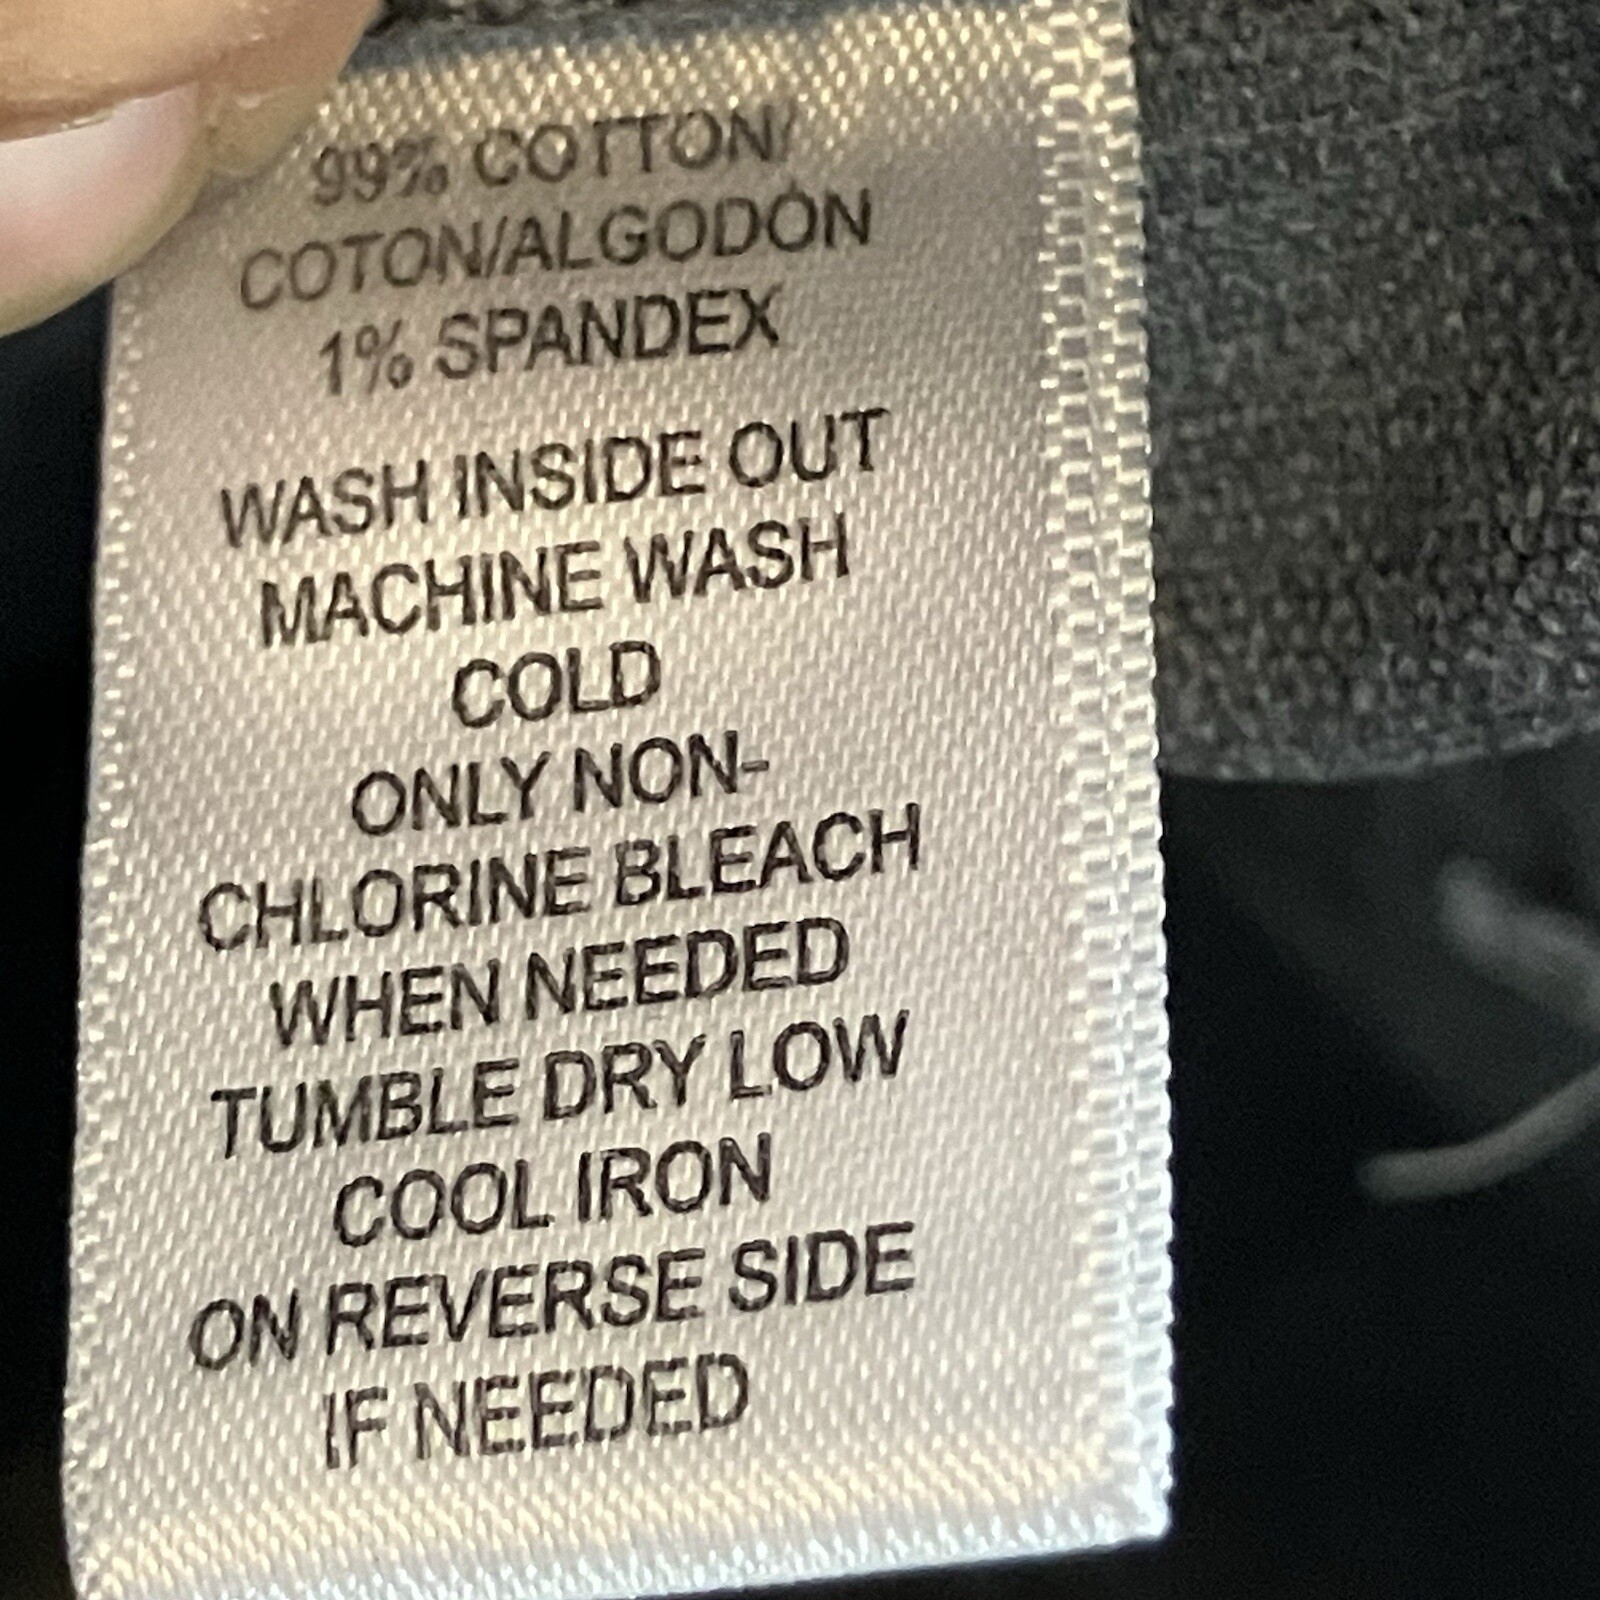 99% COTTON/
COTON/ALGODÓN
1% SPANDEX
WASH INSIDE OUT
MACHINE WASH
COLD
ONLY NON-
CHLORINE BLEACH
WHEN NEEDED
TUMBLE DRY LOW
COOL IRON
ON REVERSE SIDE
IF NEEDED